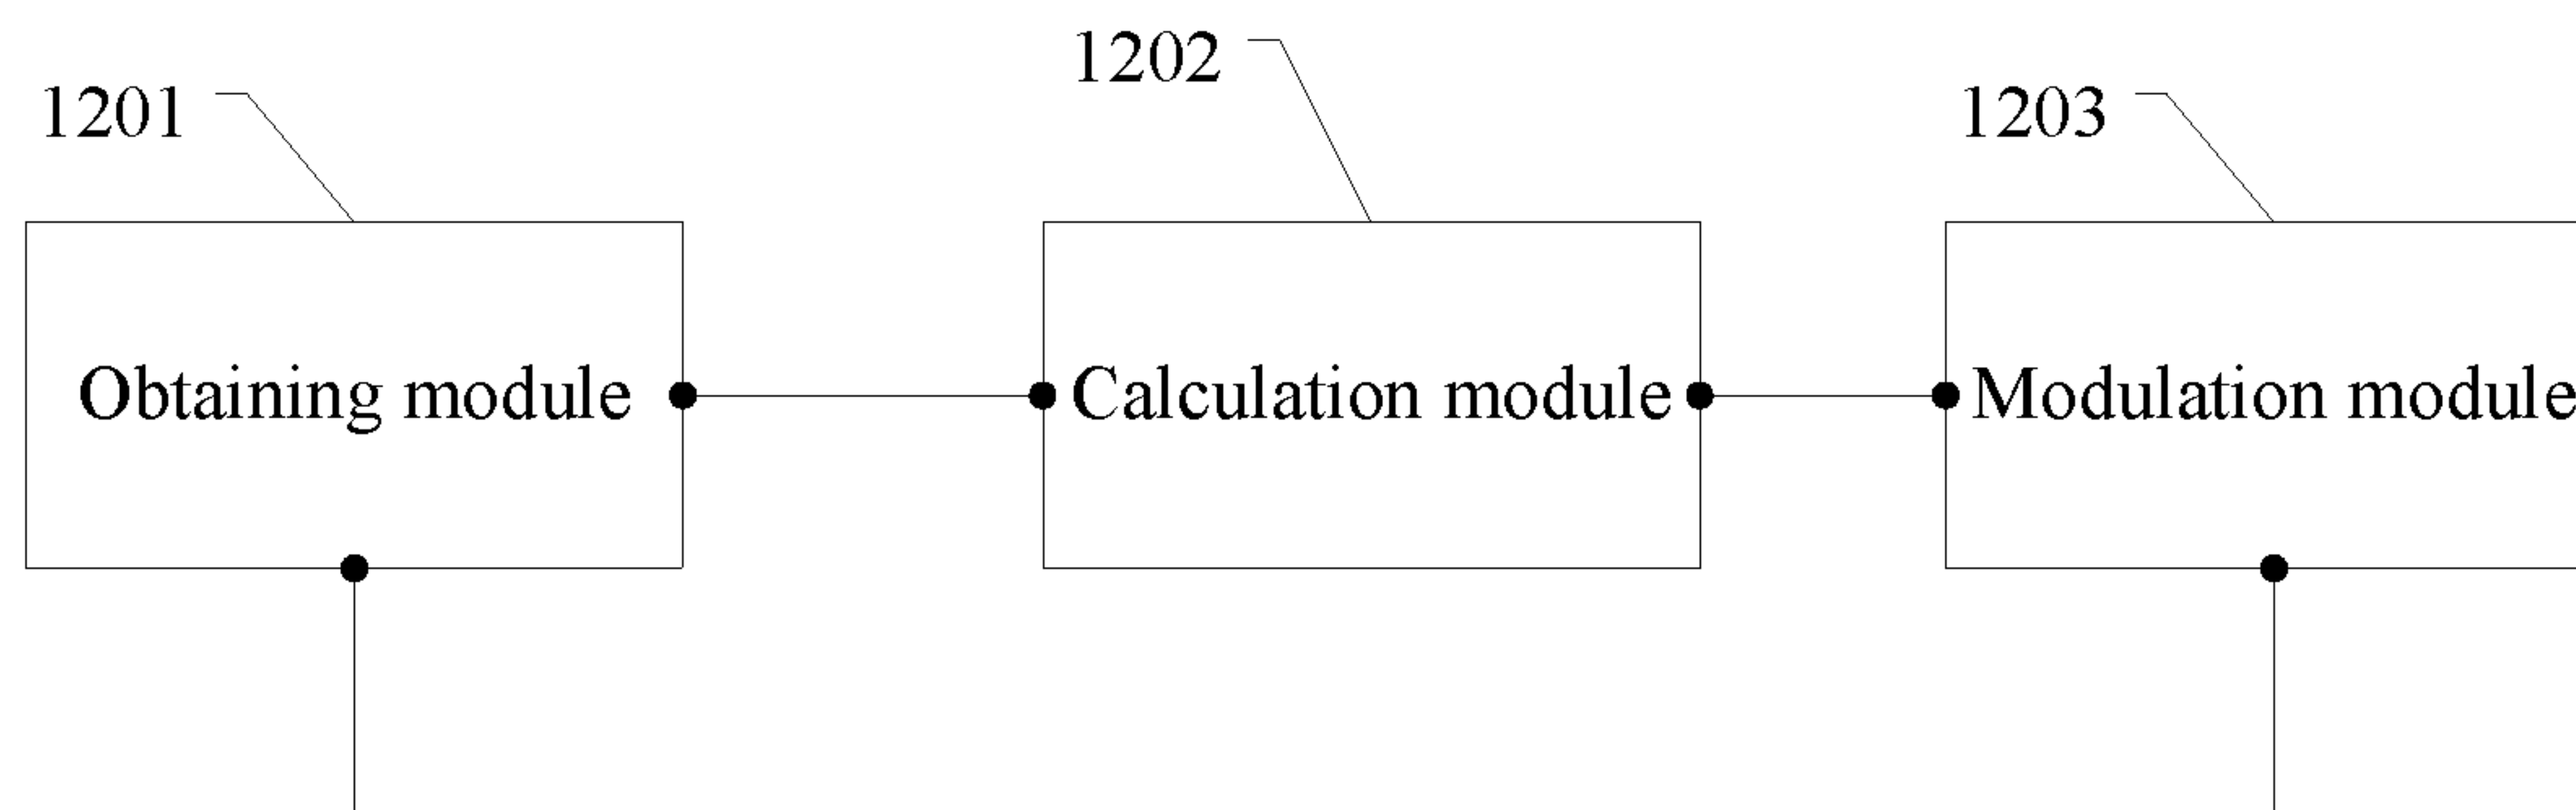 1201
1202
1203
Obtaining module
Calculation module
Modulation module